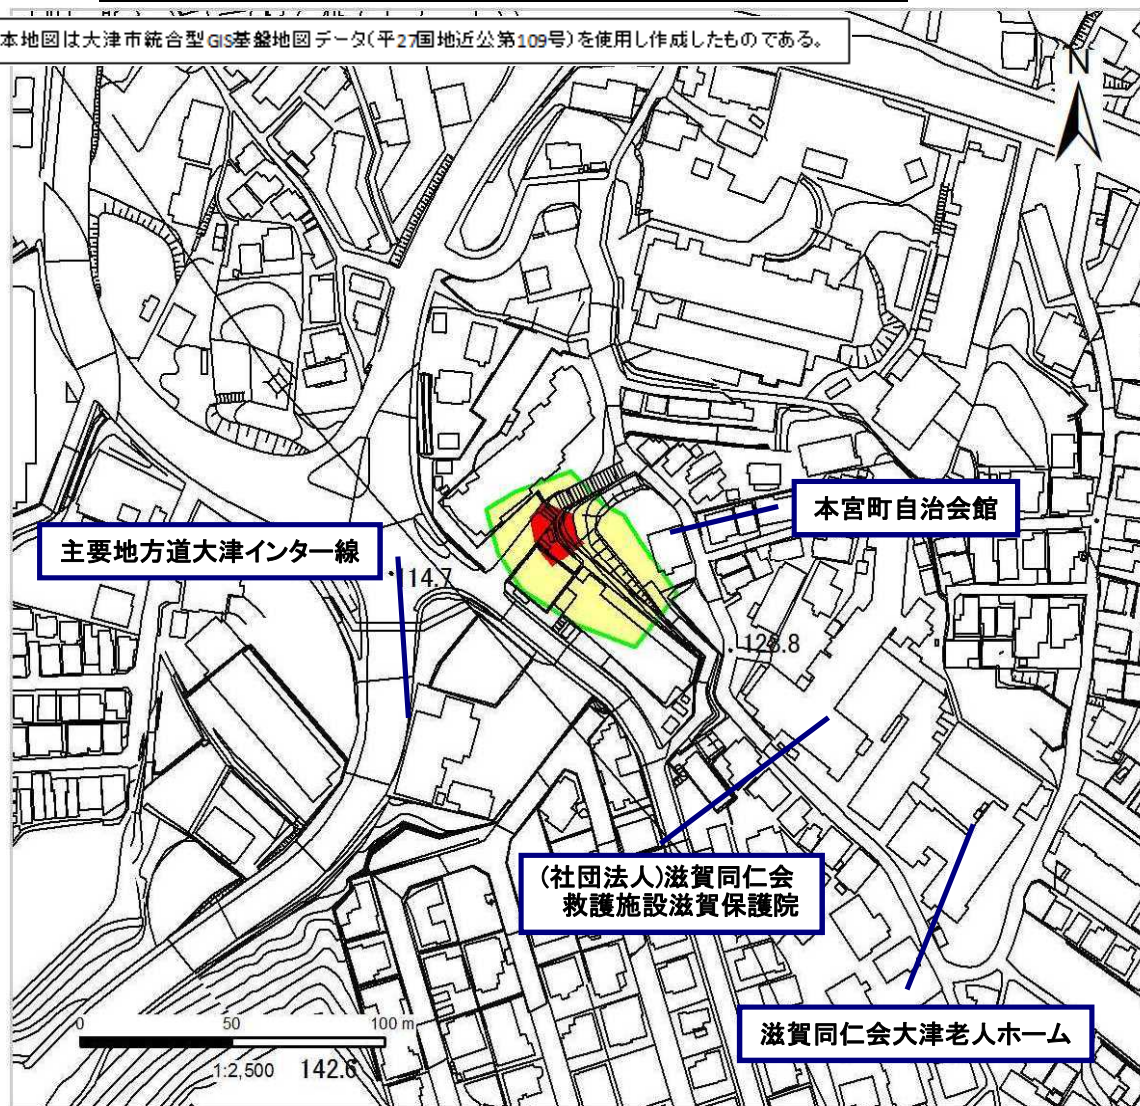 本地図は大津市統合型GIS基盤地図データ(平27国地近公第109号)を使用し作成したものである。
N
本宮町自治会館
主要地方道大津インター線
114.7
128.8
(社団法人)滋賀同仁会
救護施設滋賀保護院
滋賀同仁会大津老人ホーム
0 50 100 m
1:2,500 142.6